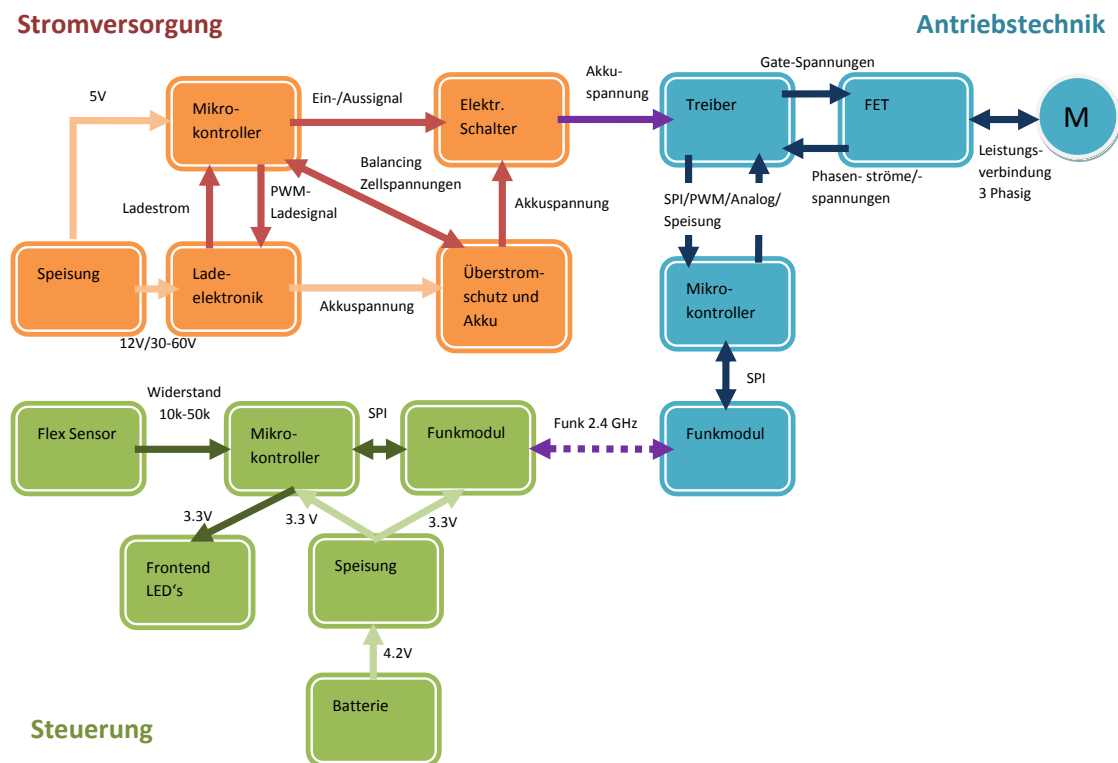 Stromversorgung
Antriebstechnik
5V
Mikro-
kontroller
Ein-/Aussignal
Elektr.
Schalter
Akku-
spannung
Treiber
Gate-Spannungen
FET
M
Leistungs-
verbindung
3 Phasig
Phasen- ströme/-
spannungen
Balancing
Zellspannungen
PWM-
Ladesignal
Ladestrom
Akkuspannung
SPI/PWM/Analog/
Speisung
Speisung
Lade-
elektronik
Akkuspannung
Überstrom-
schutz und
Akku
Mikro-
kontroller
12V/30-60V
SPI
Widerstand
10k-50k
Flex Sensor
Mikro-
kontroller
SPI
Funkmodul
Funk 2.4 GHz
Funkmodul
3.3V
3.3 V
3.3V
Frontend
LED‘s
Speisung
4.2V
Batterie
Steuerung